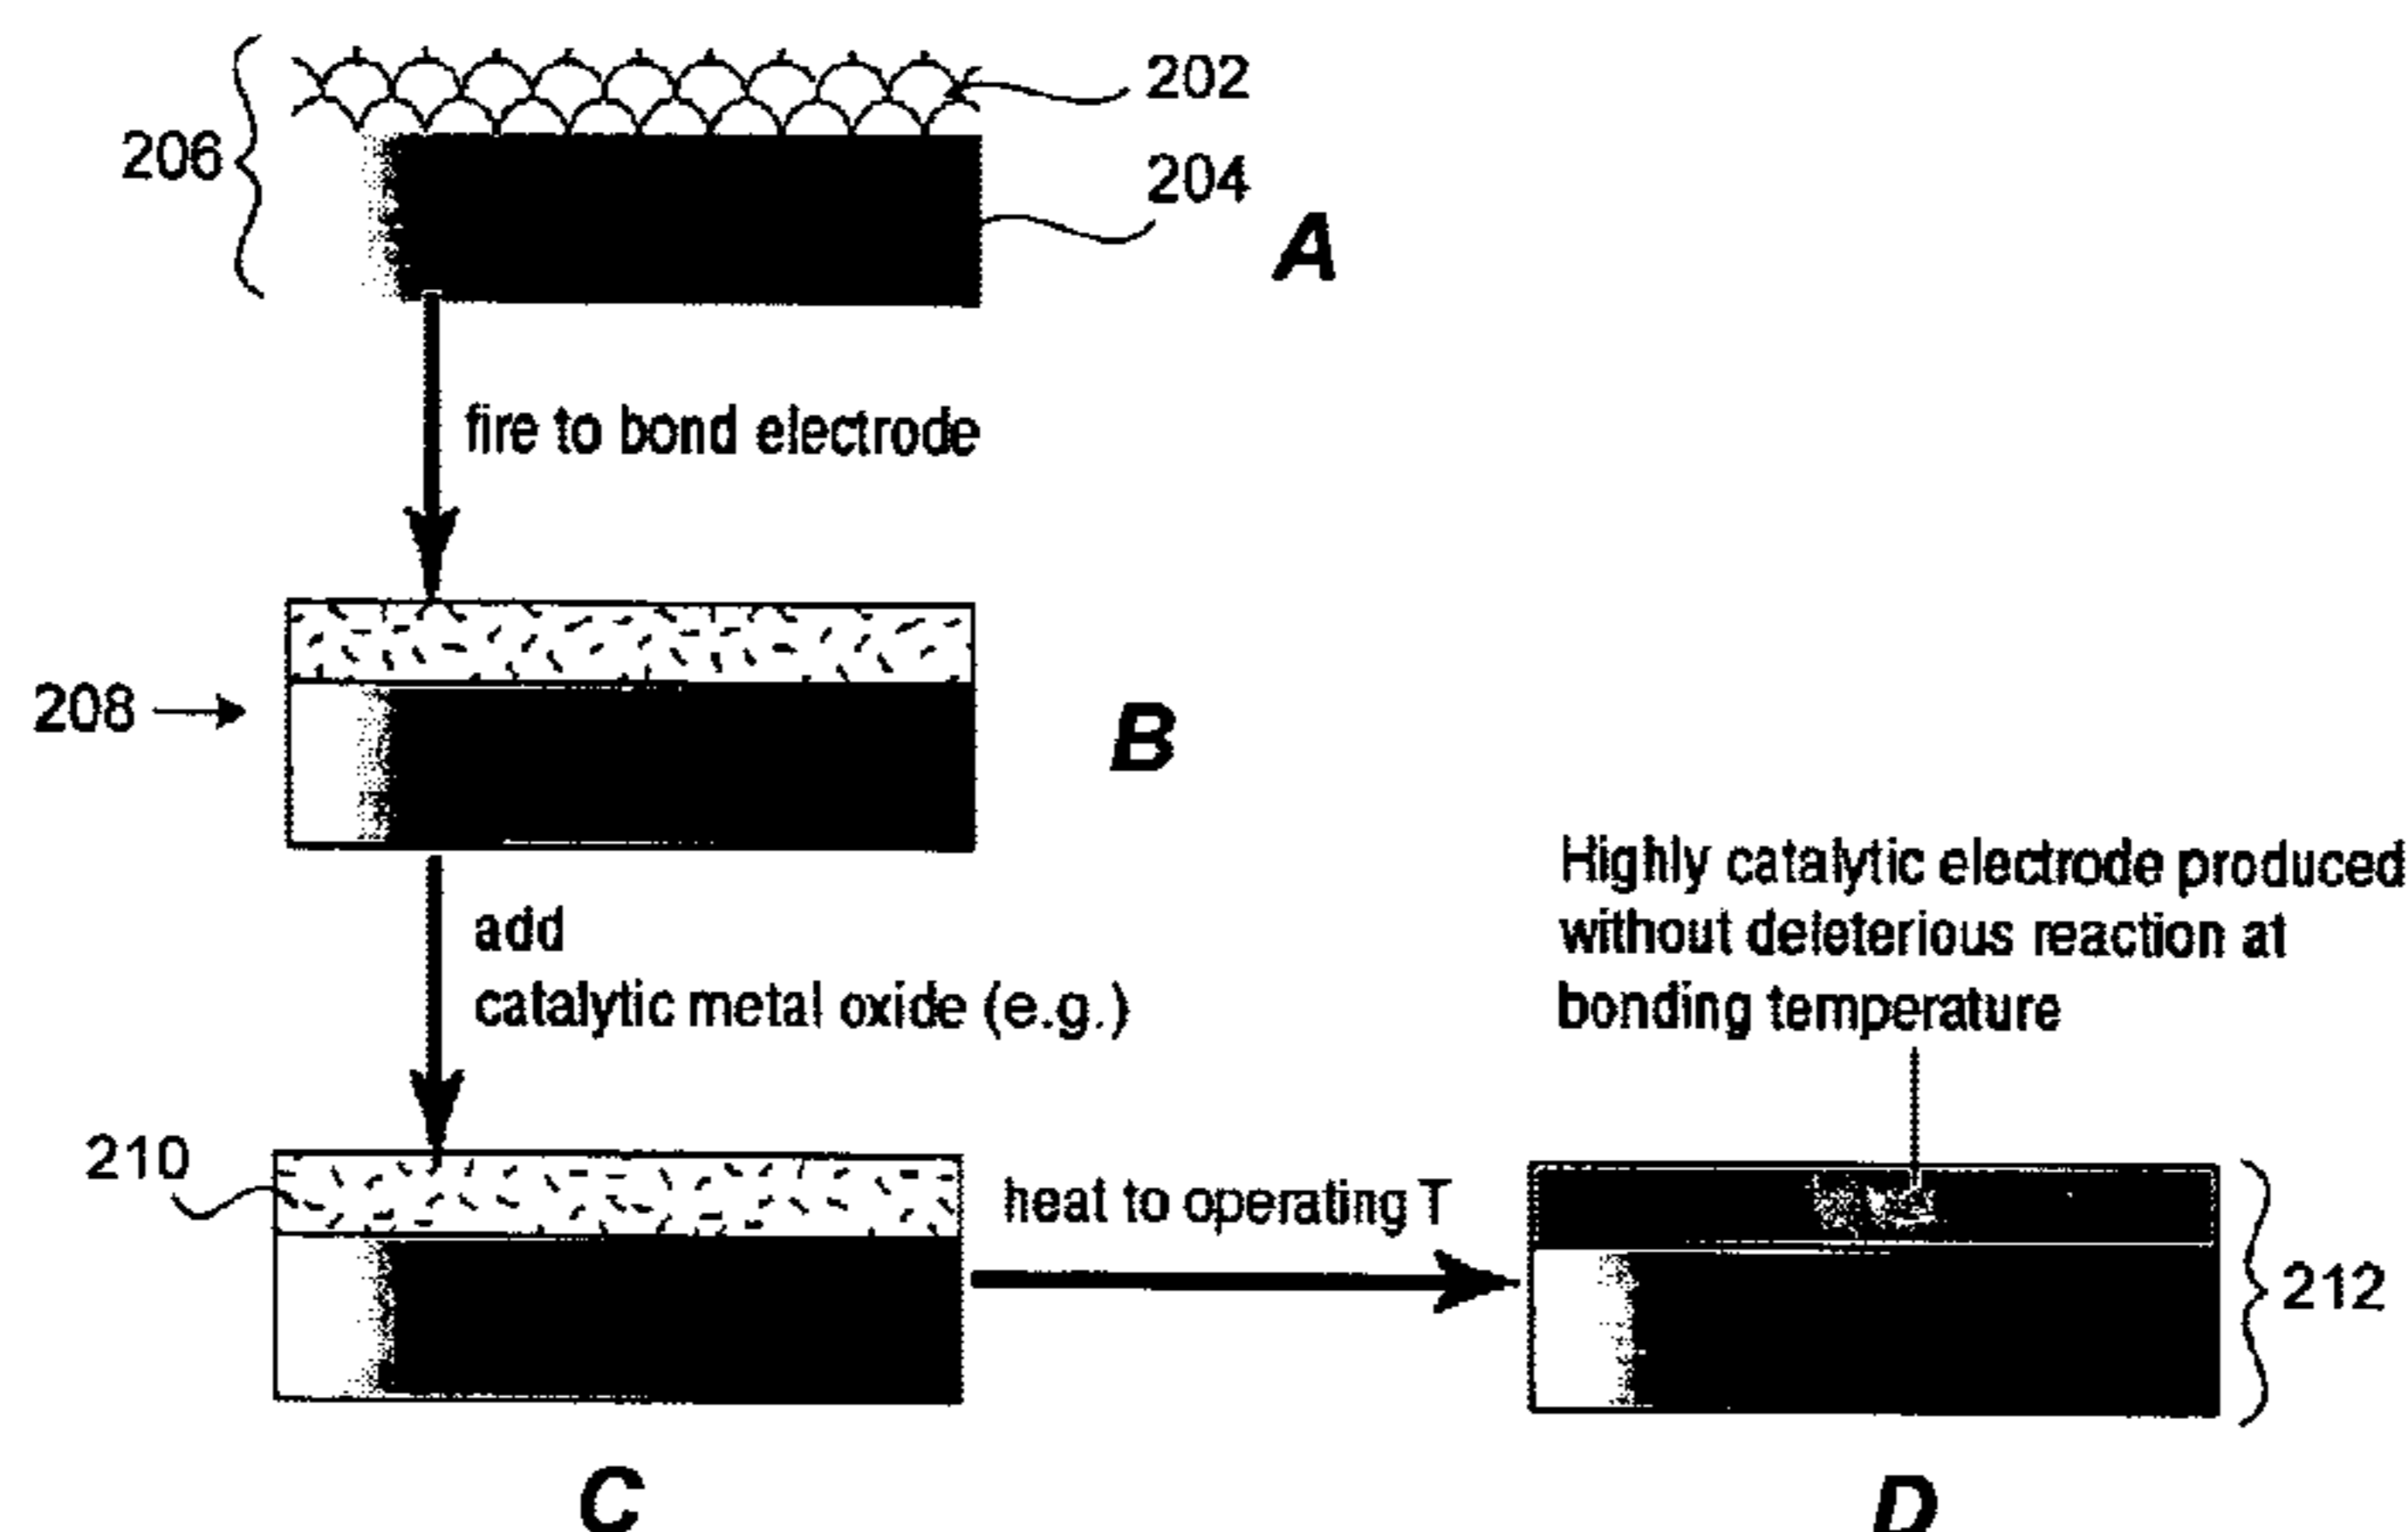 202
206
204
A
fire to bond electrode
208
B
Highly catalytic electrode produced
without deleterious reaction at
bonding temperature
add
catalytic metal oxide (e.g.)
210
heat to operating T
212
C
D